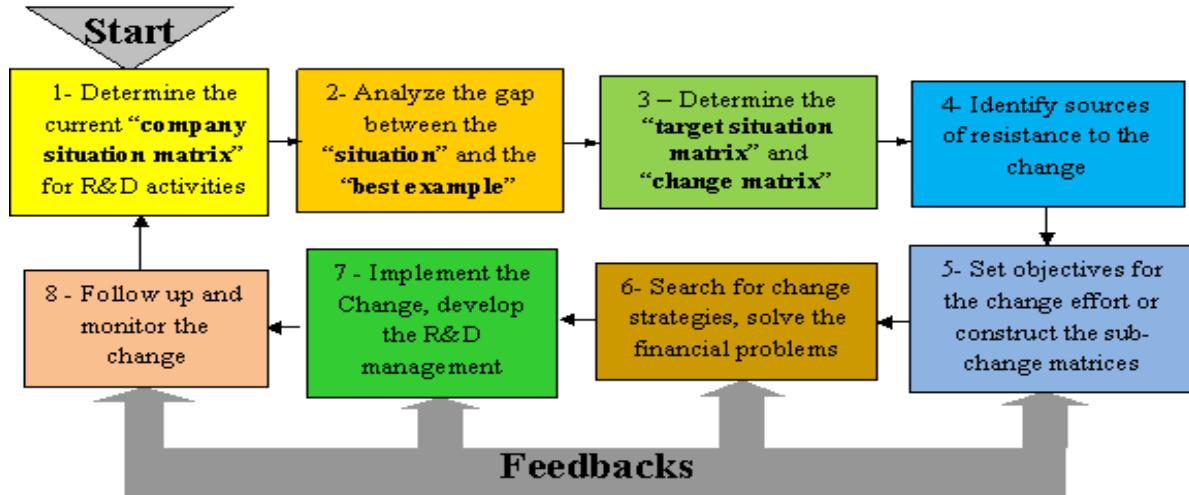 Start
1- Determine the
current “company
situation matrix”
for R&D activities
2- Analyze the gap
between the
“situation” and the
“best example”
3 – Determine the
“target situation
matrix” and
“change matrix”
4- Identify sources
of resistance to the
change
5- Set objectives for
the change effort or
construct the sub-
change matrices
6- Search for change
strategies, solve the
financial problems
7 - Implement the
Change, develop
the R&D
management
8 - Follow up and
monitor the
change
Feedbacks